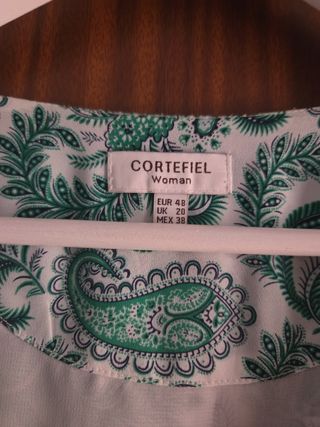 CORTEFIEL
Woman
EUR 48
UK 20
MEX 38